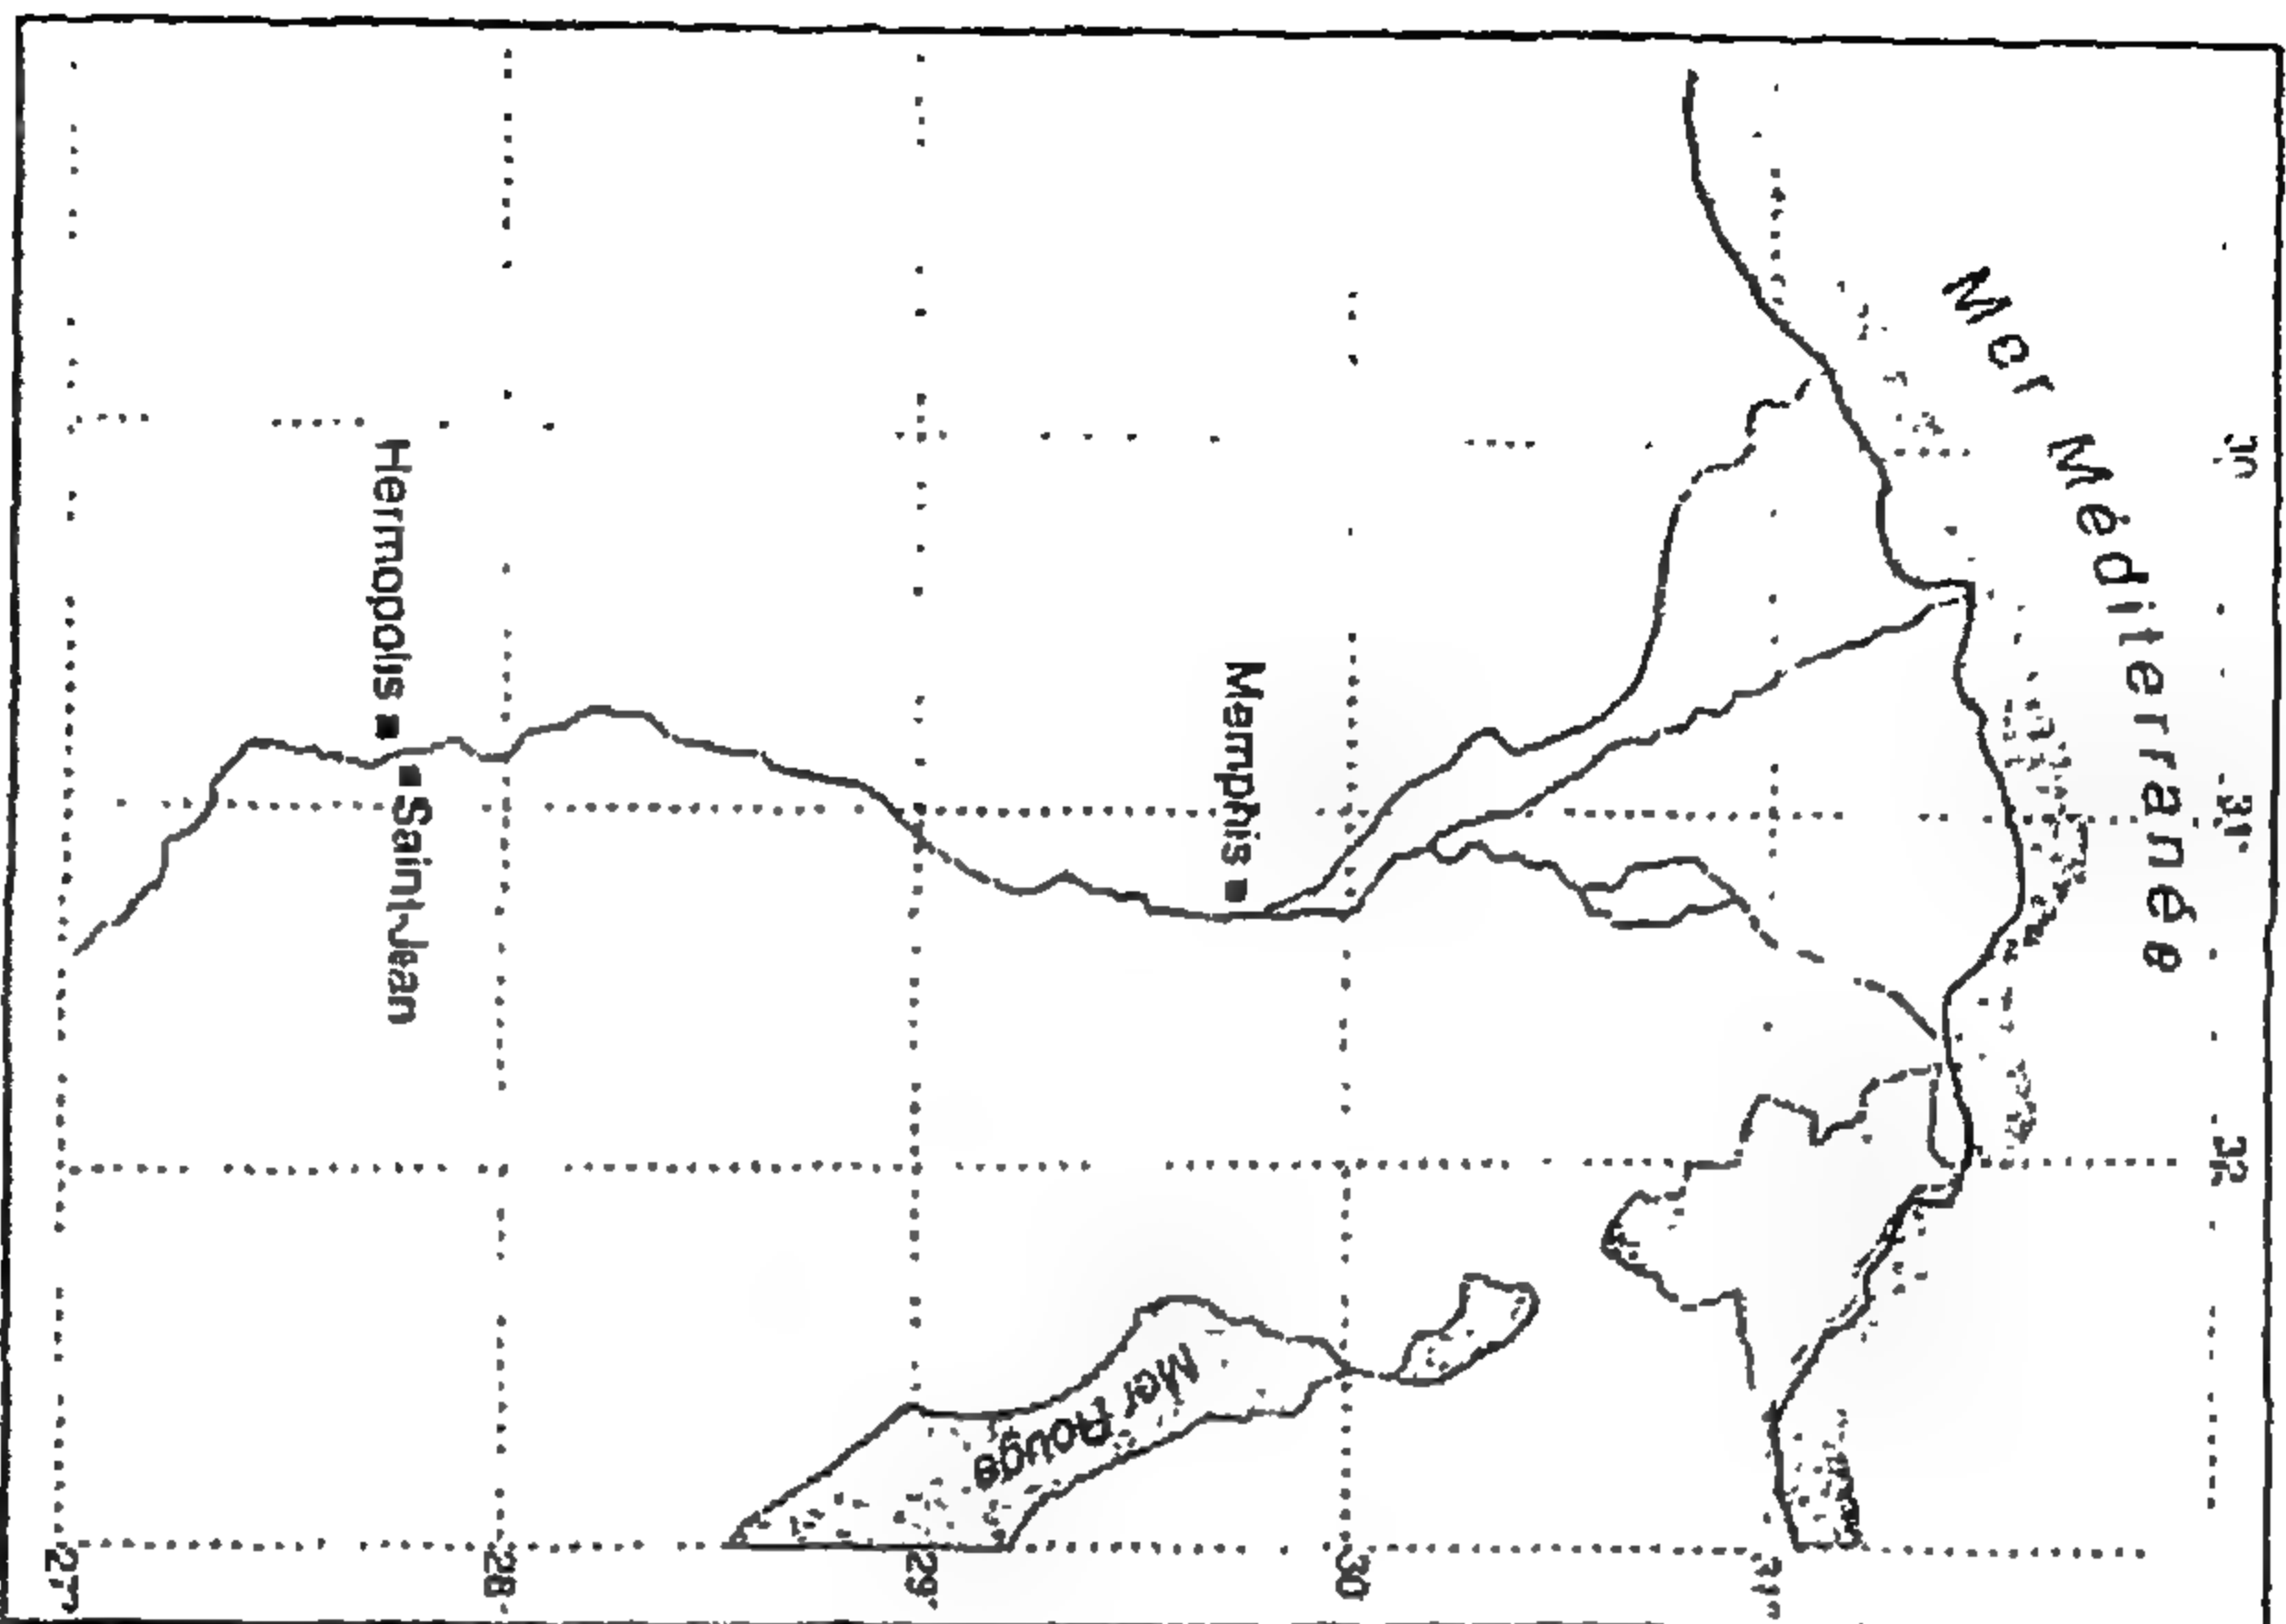 Mer Méditerranée
30
31
32
Hermopolis
Saint Jean
Memphis
Mer Rouge
27
28
29
30
31